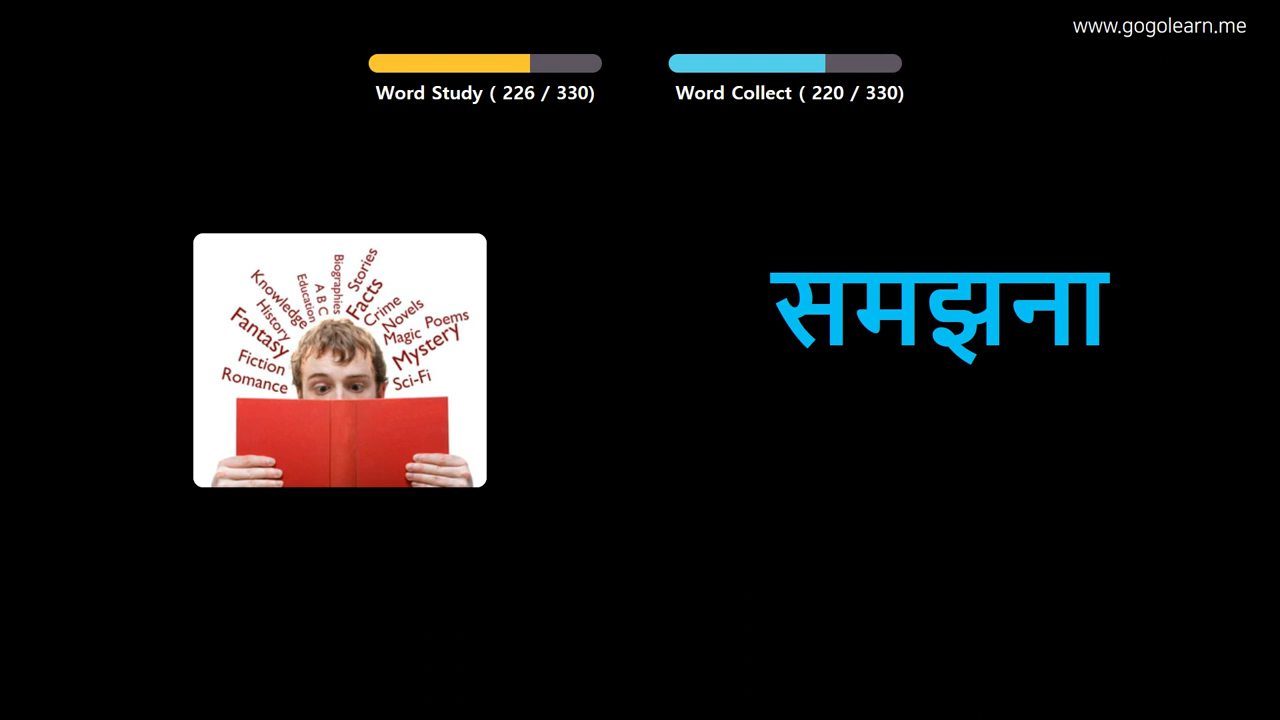 www.gogolearn.me
Word Study ( 226 / 330)
Word Collect ( 220 / 330)
समझना
Knowledge
History
Fantasy
Fiction
Romance
Education
A B C
Biographies
Stories
Facts
Crime
Novels
Magic
Poems
Mystery
Sci-Fi